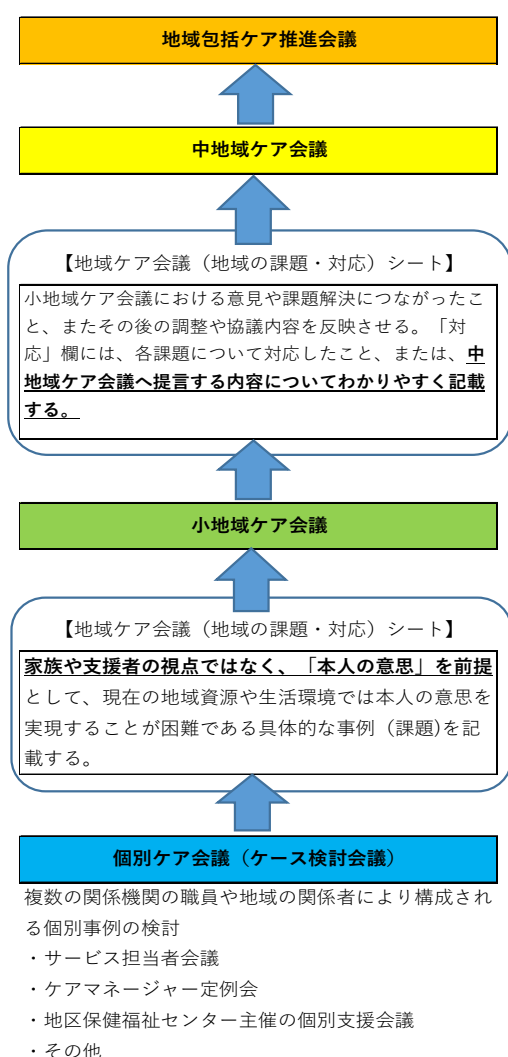 地域包括ケア推進会議
中地域ケア会議
【地域ケア会議（地域の課題・対応）シート】
小地域ケア会議における意見や課題解決につながったこ
と、またその後の調整や協議内容を反映させる。「対
応」欄には、各課題について対応したこと、または、中
地域ケア会議へ提言する内容についてわかりやすく記載
する。
小地域ケア会議
【地域ケア会議（地域の課題・対応）シート】
家族や支援者の視点ではなく、「本人の意思」を前提
として、現在の地域資源や生活環境では本人の意思を
実現することが困難である具体的な事例（課題)を記
載する。
個別ケア会議（ケース検討会議）
複数の関係機関の職員や地域の関係者により構成され
る個別事例の検討
・サービス担当者会議
・ケアマネージャー定例会
・地区保健福祉センター主催の個別支援会議
・その他